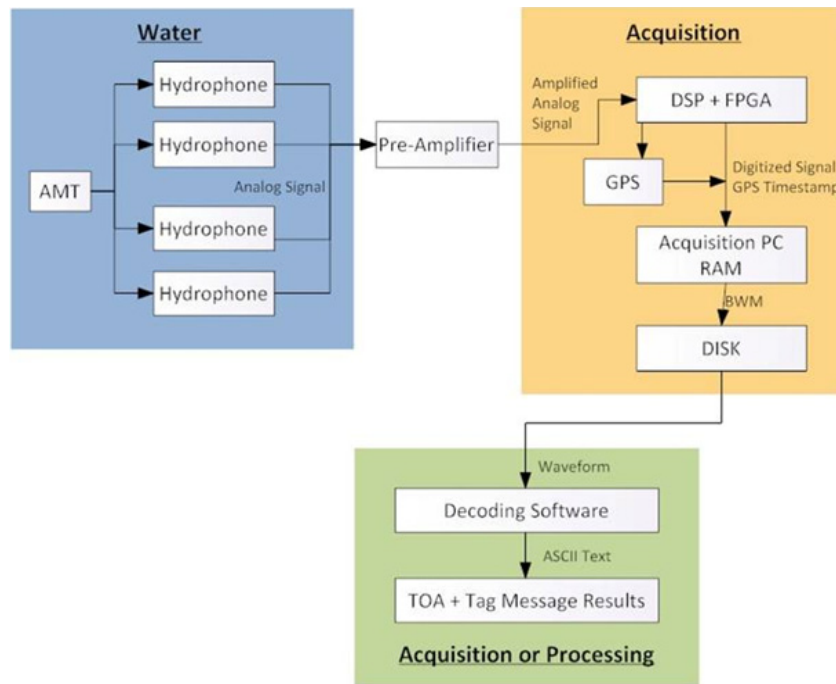 Water
Hydrophone
Hydrophone
AMT
Analog Signal
Hydrophone
Hydrophone
Pre-Amplifier
Acquisition
Amplified
Analog
Signal
DSP + FPGA
GPS
Digitized Signal
GPS Timestamp
Acquisition PC
RAM
BWM
DISK
Waveform
Decoding Software
ASCII Text
TOA + Tag Message Results
Acquisition or Processing